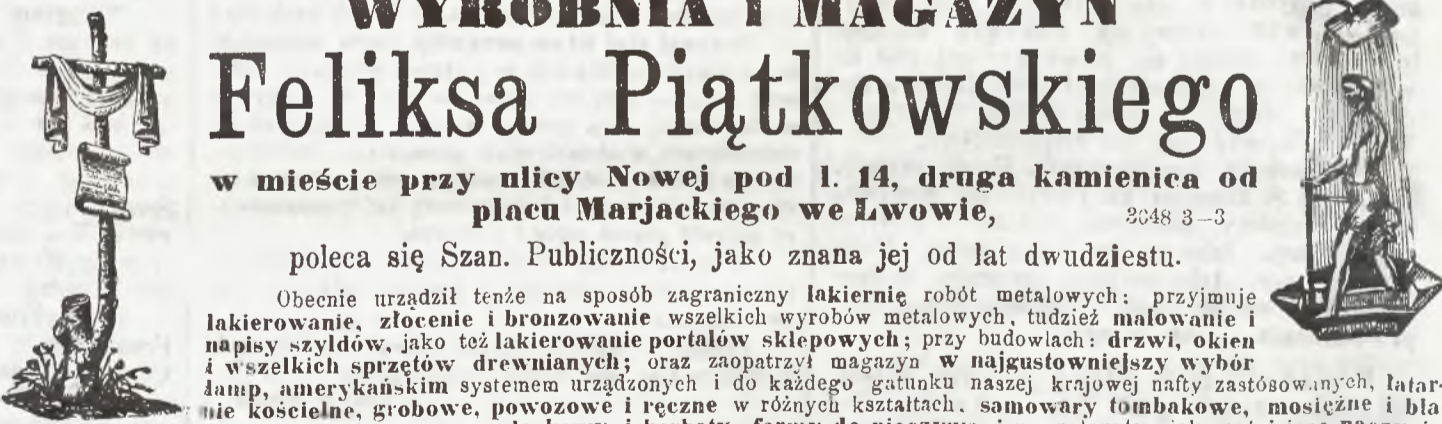 WYROBNIA I MAGAZYN
Feliksa Piątkowskiego
w mieście przy ulicy Nowej pod l. 14, druga kamienica od
placu Marjackiego we Lwowie, 3648 3–3
poleca się Szan. Publiczności, jako znana jej od lat dwudziestu.
Obecnie urządził tenże na sposób zagraniczny lakiernię robót metalowych: przyjmuje
lakierowanie, złocenie i bronzowanie wszelkich wyrobów metalowych, tudzież malowanie i
napisy szyldów, jako też lakierowanie portalów sklepowych; przy budowlach: drzwi, okien
i wszelkich sprzętów drewnianych; oraz zaopatrzył magazyn w najgustowniejszy wybór
lamp, amerykańskim systemem urządzonych i do każdego gatunku naszej krajowej nafty zastósowanych, łatar-
nie kościelne, grobowe, powozowe i ręczne w różnych kształtach, samowary tombakowe, mosiężne i bla